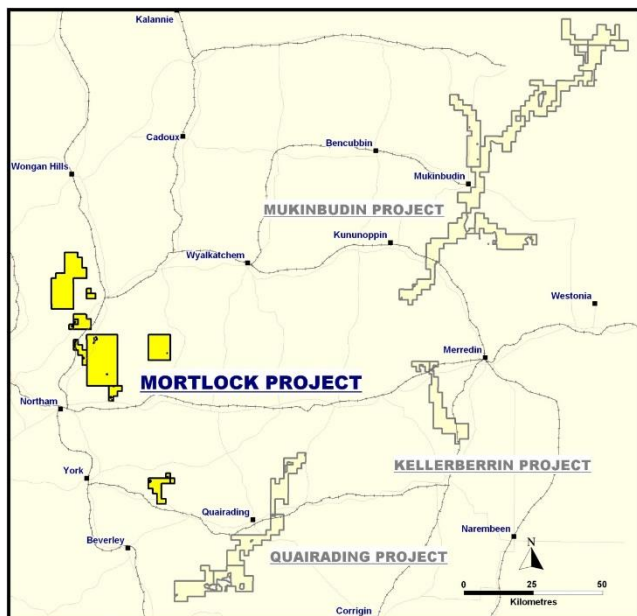 Kalannie
Cadoux
Bencubbin
Wongan Hills
Mukinbudin
MUKINBUDIN PROJECT
Kununoppin
Wyalkatchem
Westonia
Merredin
MORTLOCK PROJECT
Northam
KELLERBERRIN PROJECT
York
Quairading
Narembeen
Beverley
N
QUAIRADING PROJECT
0 25 50
Kilometres
Corrigin